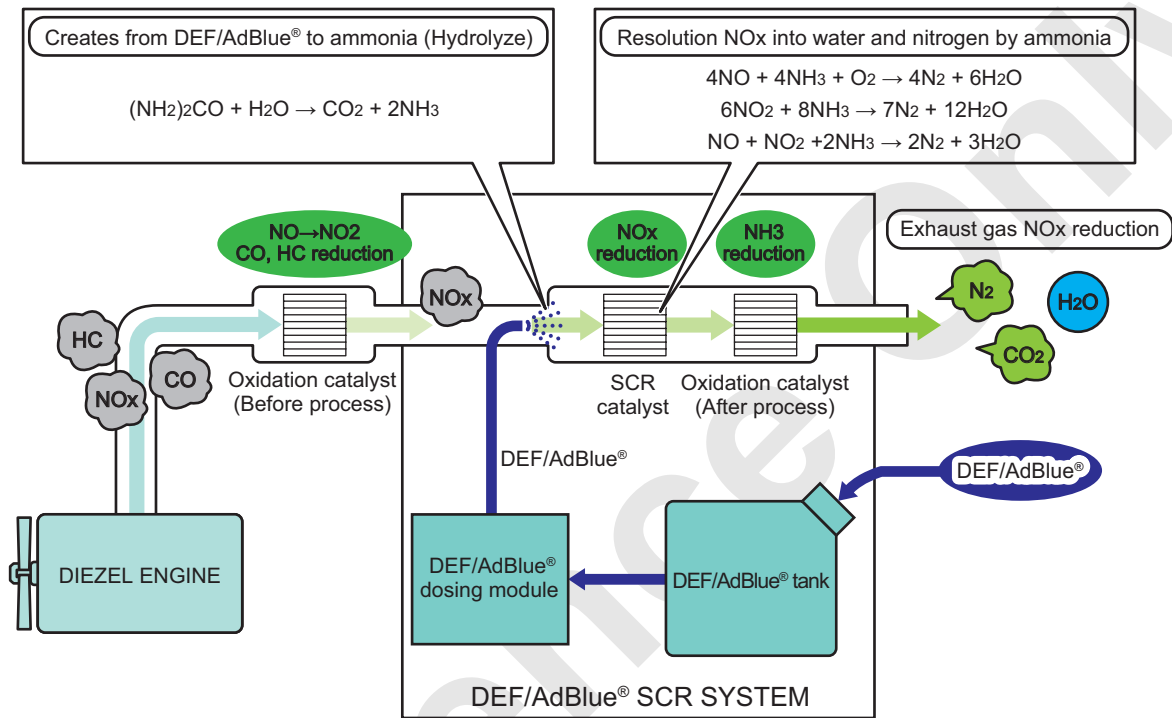 Creates from DEF/AdBlue® to ammonia (Hydrolyze)
(NH2)2CO + H2O → CO2 + 2NH3
Resolution NOx into water and nitrogen by ammonia
4NO + 4NH3 + O2 → 4N2 + 6H2O
6NO2 + 8NH3 → 7N2 + 12H2O
NO + NO2 +2NH3 → 2N2 + 3H2O
NO→NO2
CO, HC reduction
NOx
reduction
NH3
reduction
Exhaust gas NOx reduction
NOx
N2
H2O
CO2
HC
CO
NOx
Oxidation catalyst
(Before process)
SCR
catalyst
Oxidation catalyst
(After process)
DEF/AdBlue®
DEF/AdBlue®
DIEZEL ENGINE
DEF/AdBlue®
dosing module
DEF/AdBlue® tank
DEF/AdBlue® SCR SYSTEM